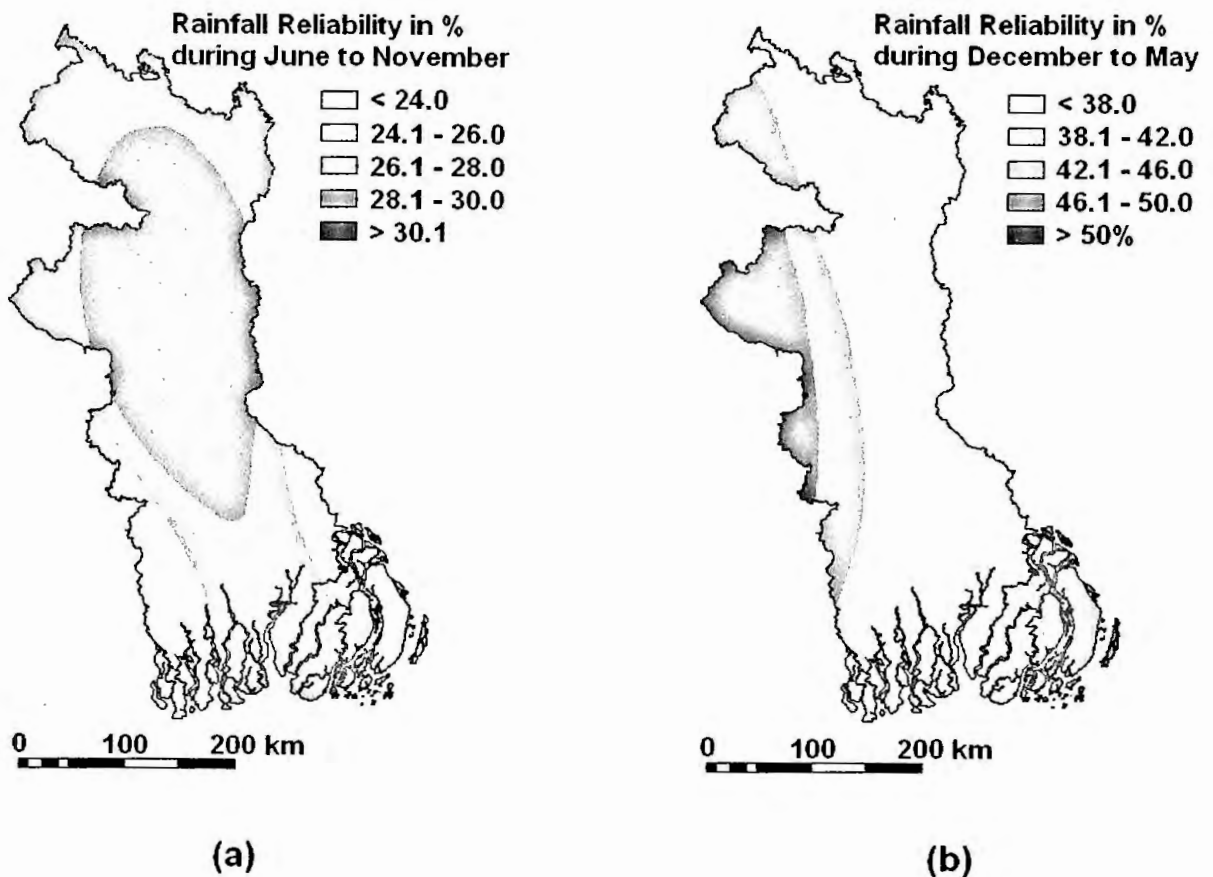 Rainfall Reliability in %
during June to November
< 24.0
24.1 - 26.0
26.1 - 28.0
28.1 - 30.0
> 30.1
0 100 200 km
(a)
Rainfall Reliability in %
during December to May
< 38.0
38.1 - 42.0
42.1 - 46.0
46.1 - 50.0
> 50%
0 100 200 km
(b)